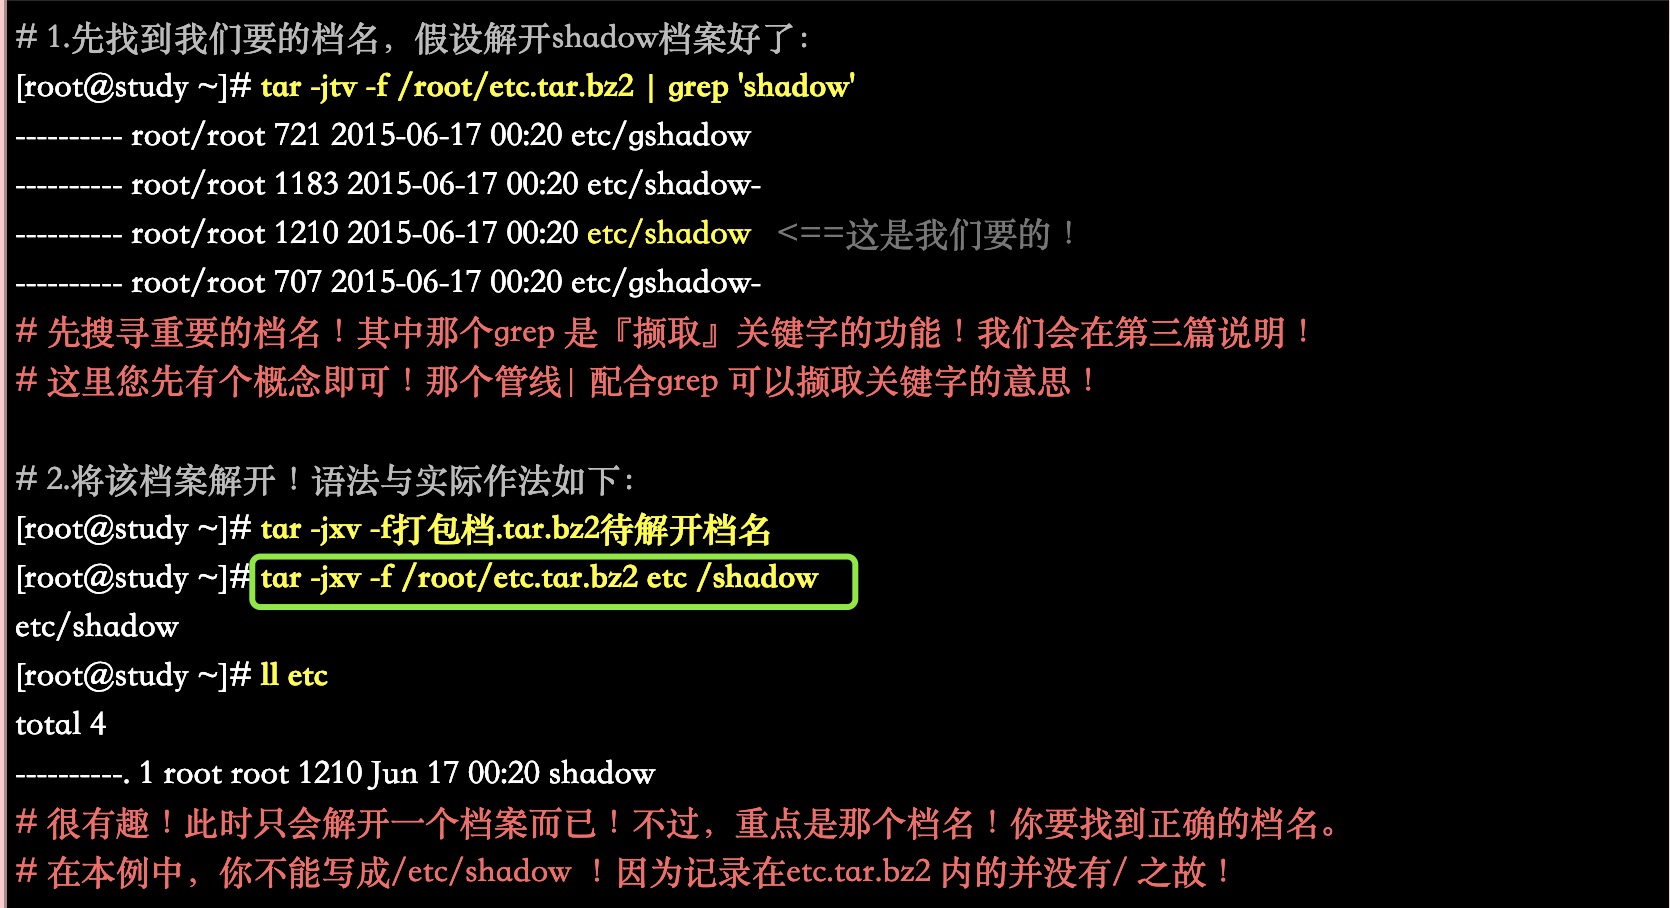 # 1.先找到我们要的档名，假设解开shadow档案好了：
[root@study ~]# tar -jtv -f /root/etc.tar.bz2 | grep 'shadow'
---------- root/root 721 2015-06-17 00:20 etc/gshadow
---------- root/root 1183 2015-06-17 00:20 etc/shadow-
---------- root/root 1210 2015-06-17 00:20 etc/shadow <==这是我们要的！
---------- root/root 707 2015-06-17 00:20 etc/gshadow-
# 先搜寻重要的档名！其中那个grep 是『撷取』关键字的功能！我们会在第三篇说明！
# 这里您先有个概念即可！那个管线| 配合grep 可以撷取关键字的意思！
# 2.将该档案解开！语法与实际作法如下：
[root@study ~]# tar -jxv -f打包档.tar.bz2待解开档名
[root@study ~]# tar -jxv -f /root/etc.tar.bz2 etc /shadow
etc/shadow
[root@study ~]# ll etc
total 4
----------. 1 root root 1210 Jun 17 00:20 shadow
# 很有趣！此时只会解开一个档案而已！不过，重点是那个档名！你要找到正确的档名。
# 在本例中，你不能写成/etc/shadow ！因为记录在etc.tar.bz2 内的并没有/ 之故！